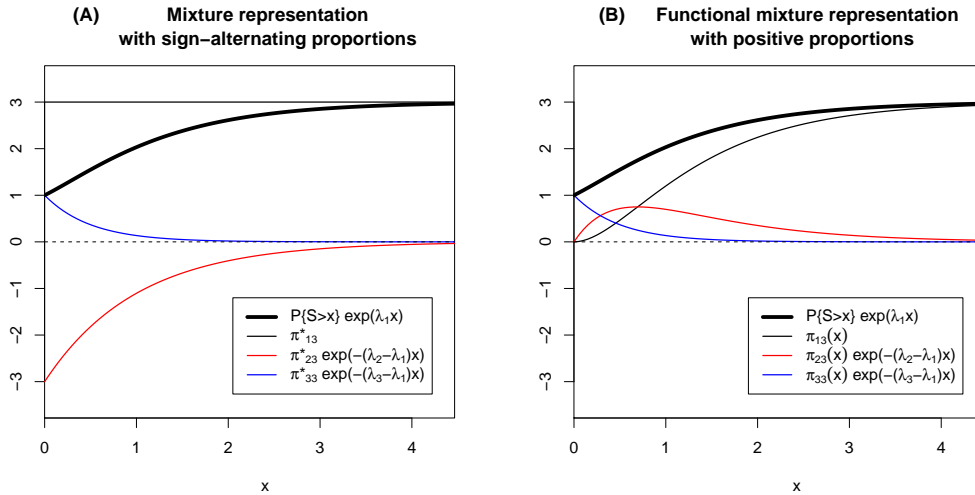 (A) Mixture representation
with sign−alternating proportions
3
2
1
0
−1
−2
−3
P{S>x} exp(λ₁x)
π*₁₃
π*₂₃ exp(−(λ₂−λ₁)x)
π*₃₃ exp(−(λ₃−λ₁)x)
0 1 2 3 4
x
(B) Functional mixture representation
with positive proportions
3
2
1
0
−1
−2
−3
P{S>x} exp(λ₁x)
π₁₃(x)
π₂₃(x) exp(−(λ₂−λ₁)x)
π₃₃(x) exp(−(λ₃−λ₁)x)
0 1 2 3 4
x